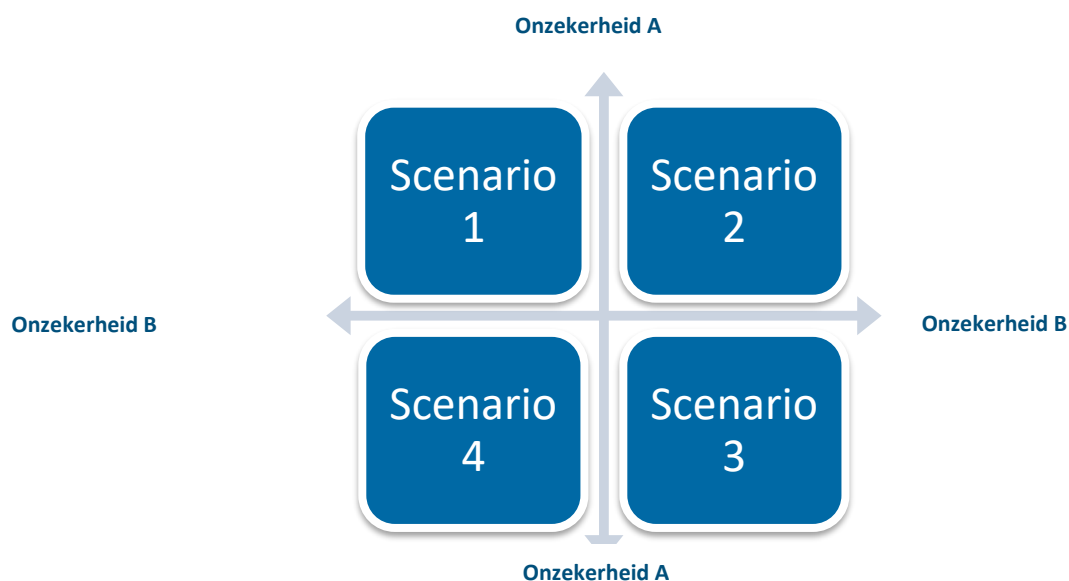 Onzekerheid A
Scenario
1
Scenario
2
Onzekerheid B
Onzekerheid B
Scenario
4
Scenario
3
Onzekerheid A